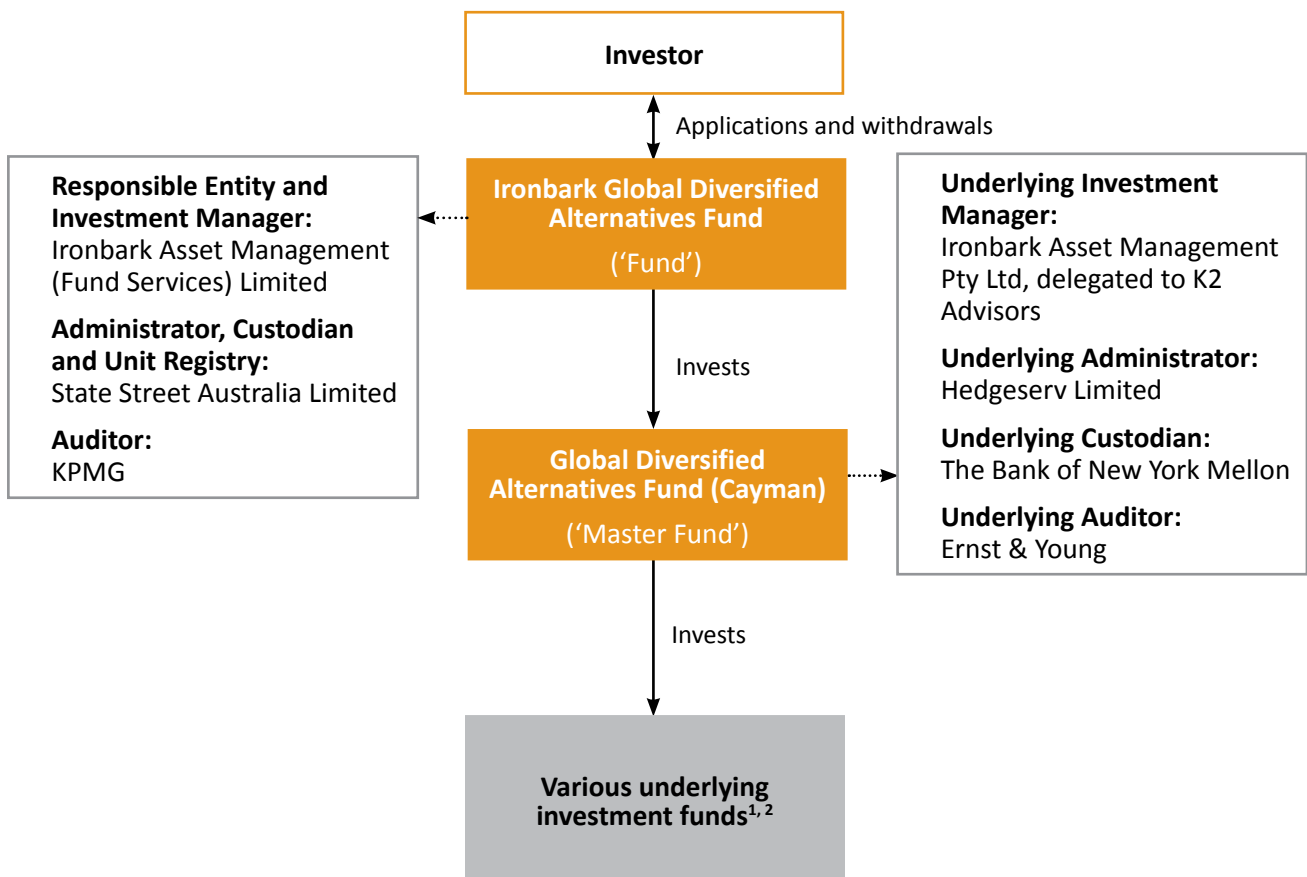 Investor
Applications and withdrawals
Responsible Entity and
Investment Manager:
Ironbark Asset Management
(Fund Services) Limited
Administrator, Custodian
and Unit Registry:
State Street Australia Limited
Auditor:
KPMG
Ironbark Global Diversified
Alternatives Fund
(‘Fund’)
Invests
Global Diversified
Alternatives Fund (Cayman)
(‘Master Fund’)
Underlying Investment
Manager:
Ironbark Asset Management
Pty Ltd, delegated to K2
Advisors
Underlying Administrator:
Hedgeserv Limited
Underlying Custodian:
The Bank of New York Mellon
Underlying Auditor:
Ernst & Young
Invests
Various underlying
investment funds1, 2